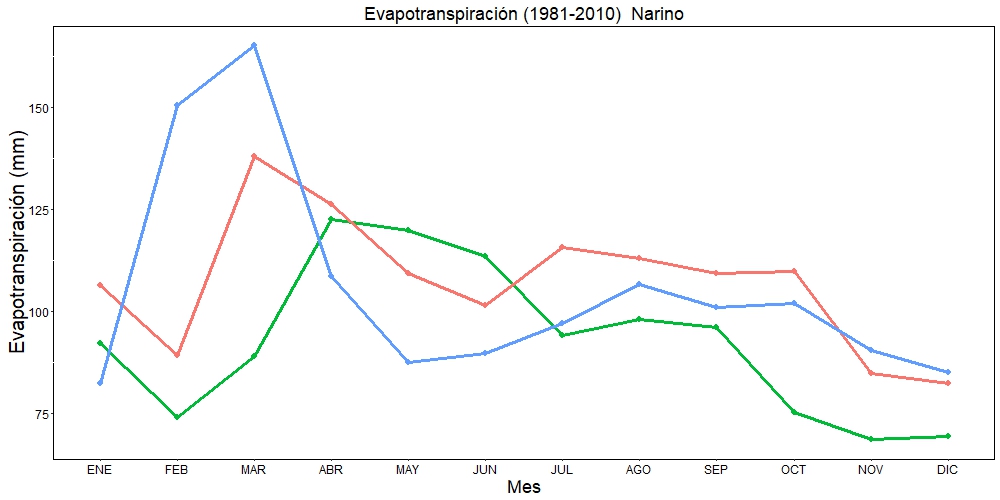 Evapotranspiración (1981-2010)  Narino
Evapotranspiración (mm)
150
125
100
75
ENE FEB MAR ABR MAY JUN JUL AGO SEP OCT NOV DIC
Mes